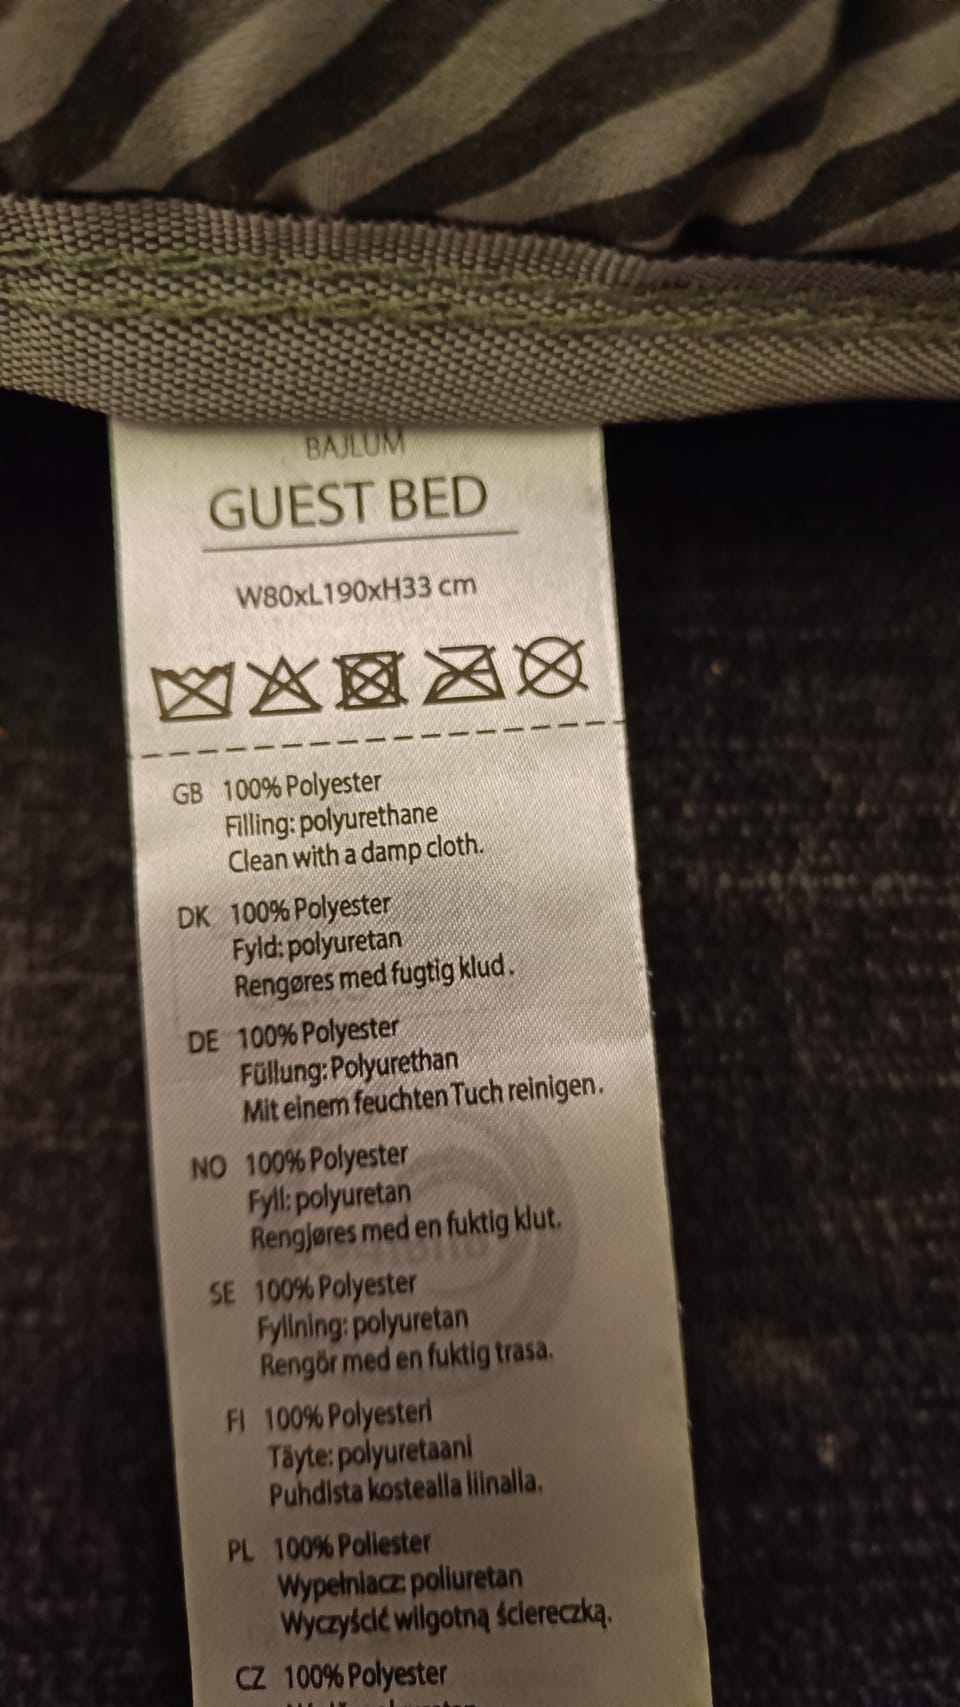 BAJLUM
GUEST BED
W80xL190xH33 cm
GB 100% Polyester
Filling: polyurethane
Clean with a damp cloth.
DK 100% Polyester
Fyld: polyuretan
Rengøres med fugtig klud.
DE 100% Polyester
Füllung: Polyurethan
Mit einem feuchten Tuch reinigen.
NO 100% Polyester
Fyll: polyuretan
Rengjøres med en fuktig klut.
SE 100% Polyester
Fyllning: polyuretan
Rengör med en fuktig trasa.
FI 100% Polyesteri
Täyte: polyuretaani
Puhdista kostealla liinalla.
PL 100% Poliester
Wypełniacz: poliuretan
Wyczyścić wilgotną ściereczką.
CZ 100% Polyester